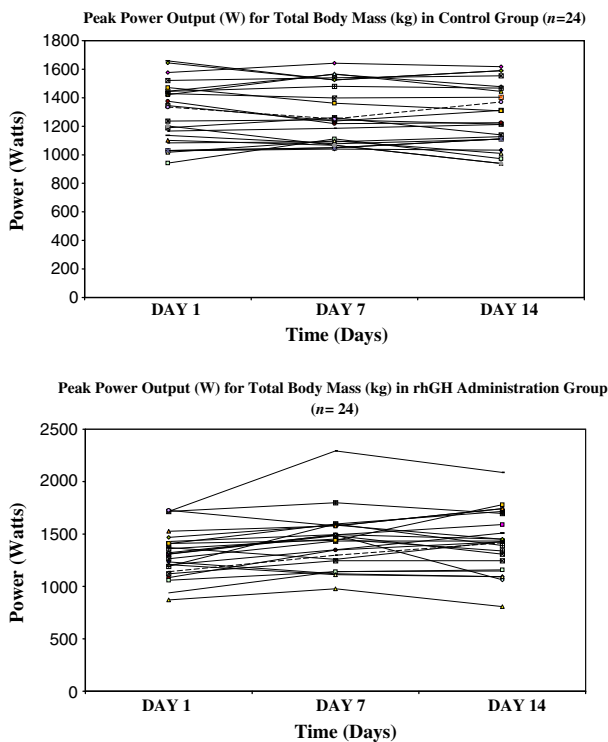 Peak Power Output (W) for Total Body Mass (kg) in Control Group (n=24)
1800
1600
1400
1200
1000
800
600
400
200
0
Power (Watts)
DAY 1 DAY 7 DAY 14
Time (Days)
Peak Power Output (W) for Total Body Mass (kg) in rhGH Administration Group
(n= 24)
2500
2000
1500
1000
500
0
Power (Watts)
DAY 1 DAY 7 DAY 14
Time (Days)